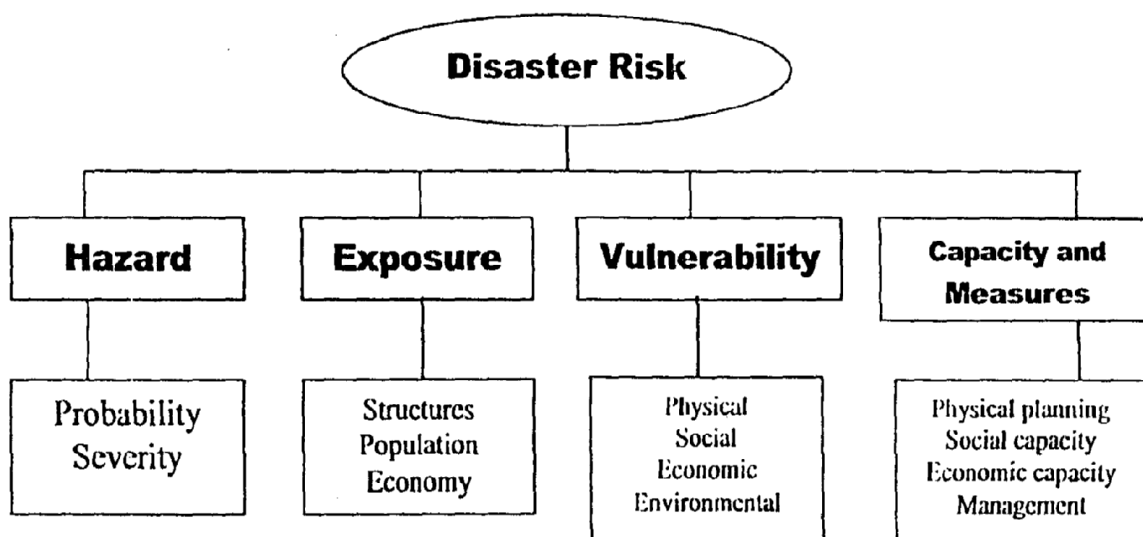 Disaster Risk
Hazard
Exposure
Vulnerability
Capacity and
Measures
Probability
Severity
Structures
Population
Economy
Physical
Social
Economic
Environmental
Physical planning
Social capacity
Economic capacity
Management